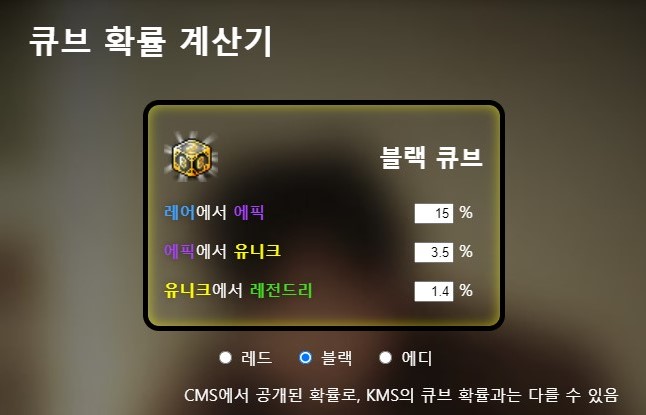 큐브 확률 계산기
블랙 큐브
레어에서 에픽 15 %
에픽에서 유니크 3.5 %
유니크에서 레전드리 1.4 %
레드 블랙 에디
CMS에서 공개된 확률로, KMS의 큐브 확률과는 다를 수 있음